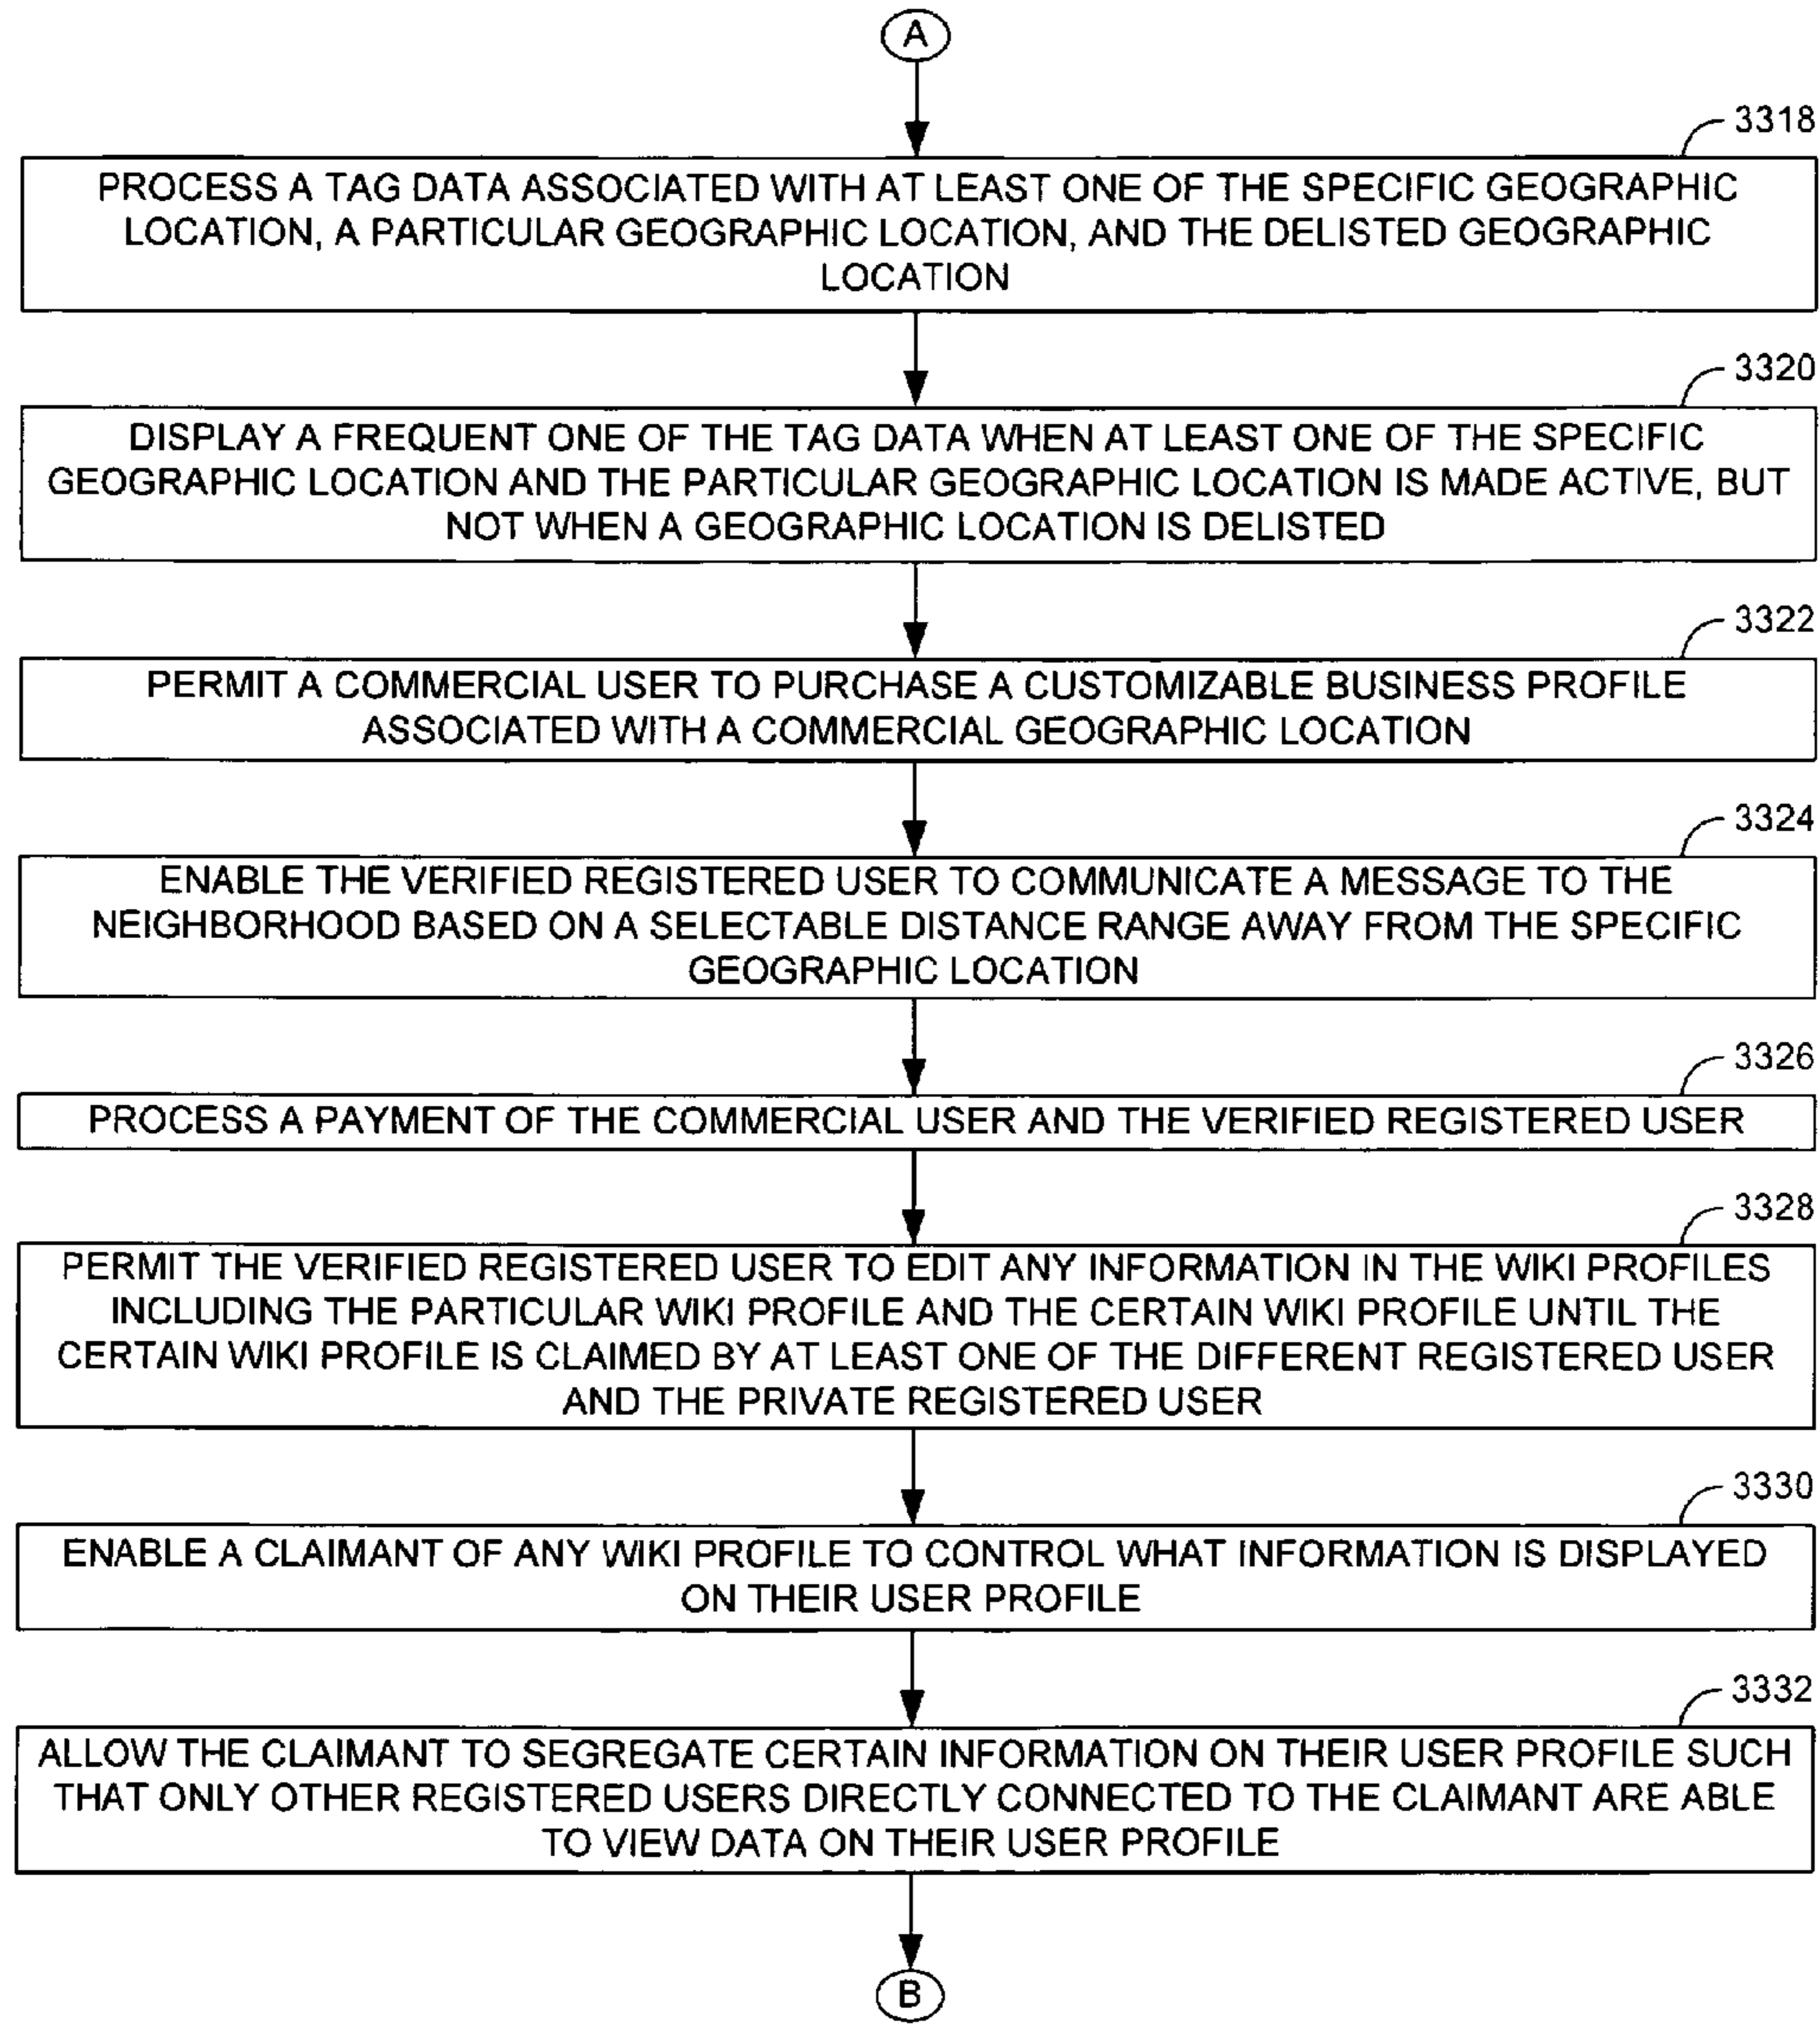 A
3318
PROCESS A TAG DATA ASSOCIATED WITH AT LEAST ONE OF THE SPECIFIC GEOGRAPHIC
LOCATION, A PARTICULAR GEOGRAPHIC LOCATION, AND THE DELISTED GEOGRAPHIC
LOCATION
3320
DISPLAY A FREQUENT ONE OF THE TAG DATA WHEN AT LEAST ONE OF THE SPECIFIC
GEOGRAPHIC LOCATION AND THE PARTICULAR GEOGRAPHIC LOCATION IS MADE ACTIVE, BUT
NOT WHEN A GEOGRAPHIC LOCATION IS DELISTED
3322
PERMIT A COMMERCIAL USER TO PURCHASE A CUSTOMIZABLE BUSINESS PROFILE
ASSOCIATED WITH A COMMERCIAL GEOGRAPHIC LOCATION
3324
ENABLE THE VERIFIED REGISTERED USER TO COMMUNICATE A MESSAGE TO THE
NEIGHBORHOOD BASED ON A SELECTABLE DISTANCE RANGE AWAY FROM THE SPECIFIC
GEOGRAPHIC LOCATION
3326
PROCESS A PAYMENT OF THE COMMERCIAL USER AND THE VERIFIED REGISTERED USER
3328
PERMIT THE VERIFIED REGISTERED USER TO EDIT ANY INFORMATION IN THE WIKI PROFILES
INCLUDING THE PARTICULAR WIKI PROFILE AND THE CERTAIN WIKI PROFILE UNTIL THE
CERTAIN WIKI PROFILE IS CLAIMED BY AT LEAST ONE OF THE DIFFERENT REGISTERED USER
AND THE PRIVATE REGISTERED USER
3330
ENABLE A CLAIMANT OF ANY WIKI PROFILE TO CONTROL WHAT INFORMATION IS DISPLAYED
ON THEIR USER PROFILE
3332
ALLOW THE CLAIMANT TO SEGREGATE CERTAIN INFORMATION ON THEIR USER PROFILE SUCH
THAT ONLY OTHER REGISTERED USERS DIRECTLY CONNECTED TO THE CLAIMANT ARE ABLE
TO VIEW DATA ON THEIR USER PROFILE
B